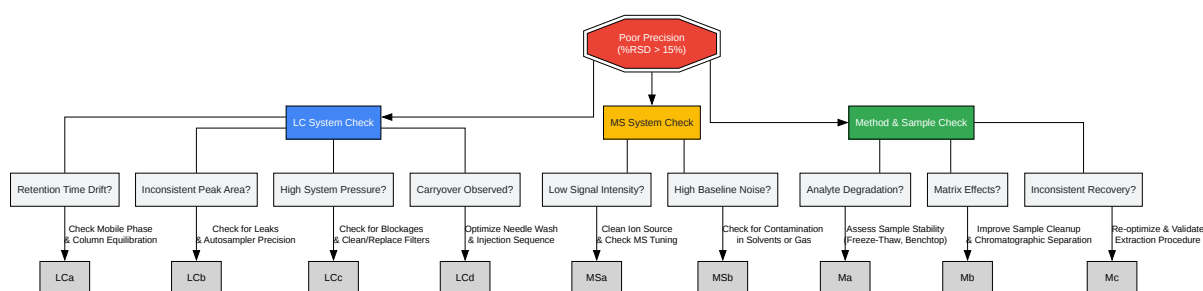 Poor Precision
(%RSD > 15%)
LC System Check
MS System Check
Method & Sample Check
Retention Time Drift?
Inconsistent Peak Area?
High System Pressure?
Carryover Observed?
Low Signal Intensity?
High Baseline Noise?
Analyte Degradation?
Matrix Effects?
Inconsistent Recovery?
Check Mobile Phase
& Column Equilibration
Check for Leaks
& Autosampler Precision
Check for Blockages
& Clean/Replace Filters
Optimize Needle Wash
& Injection Sequence
Clean Ion Source
& Check MS Tuning
Check for Contamination
in Solvents or Gas
Assess Sample Stability
(Freeze-Thaw, Benchtop)
Improve Sample Cleanup
& Chromatographic Separation
Re-optimize & Validate
Extraction Procedure
LCa
LCb
LCc
LCd
MSa
MSb
Ma
Mb
Mc